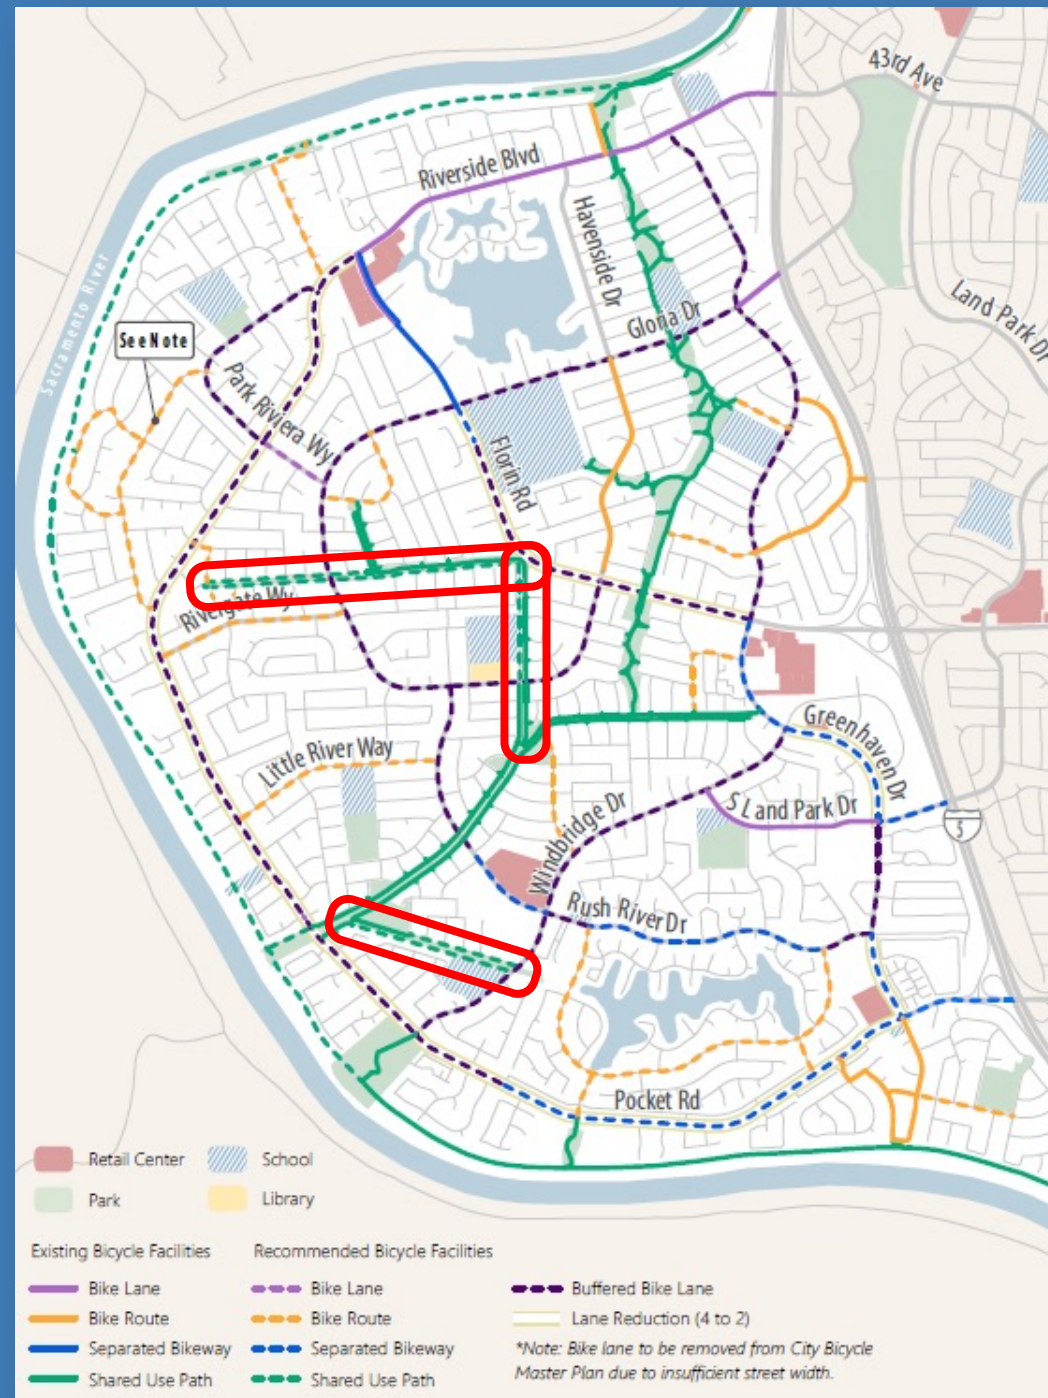 43rd Ave
Riverside Blvd
Havenside Dr
Land Park Dr
Sacramento River
Gloria Dr
See Note
Park Riviera Wy
Florin Rd
Rivergate Wy
Greenhaven Dr
Little River Way
S Land Park Dr
5
Windbridge Dr
Rush River Dr
Pocket Rd
Retail Center
School
Park
Library
Existing Bicycle Facilities
Recommended Bicycle Facilities
Bike Lane
Bike Lane
Buffered Bike Lane
Bike Route
Bike Route
Lane Reduction (4 to 2)
Separated Bikeway
Separated Bikeway
*Note: Bike lane to be removed from City Bicycle
Master Plan due to insufficient street width.
Shared Use Path
Shared Use Path